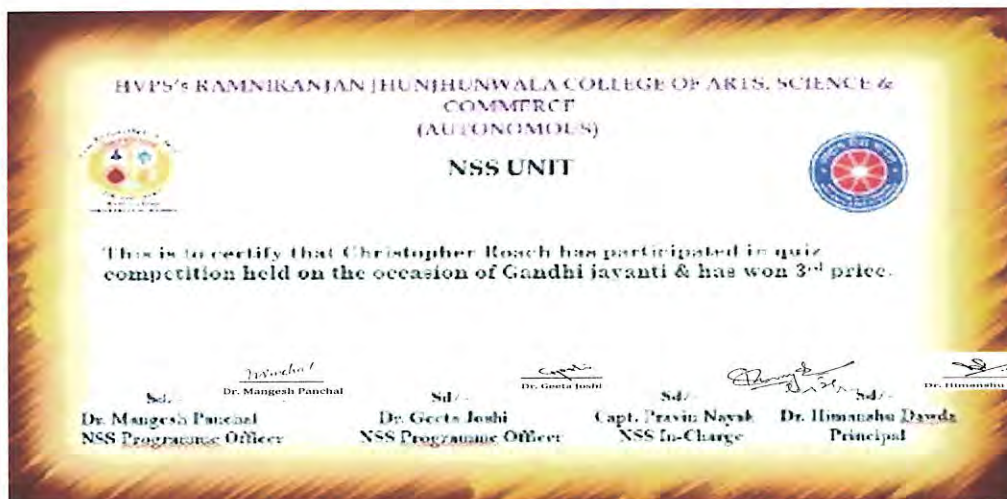 HVPS's RAMNIRANJAN JHUNJHUNWALA COLLEGE OF ARTS, SCIENCE &
COMMERCE
(AUTONOMOUS)
NSS UNIT
This is to certify that Christopher Roach has participated in quiz
competition held on the occasion of Gandhi jayanti & has won 3rd price.
Dr. Mangesh Panchal
Dr. Geeta Joshi
Dr. Himanshu
Sd/- Sd/- Sd/- Sd/-
Dr. Mangesh Panchal Dr. Geeta Joshi Capt. Pravin Nayak Dr. Himanshu Dawda
NSS Programme Officer NSS Programme Officer NSS In-Charge Principal